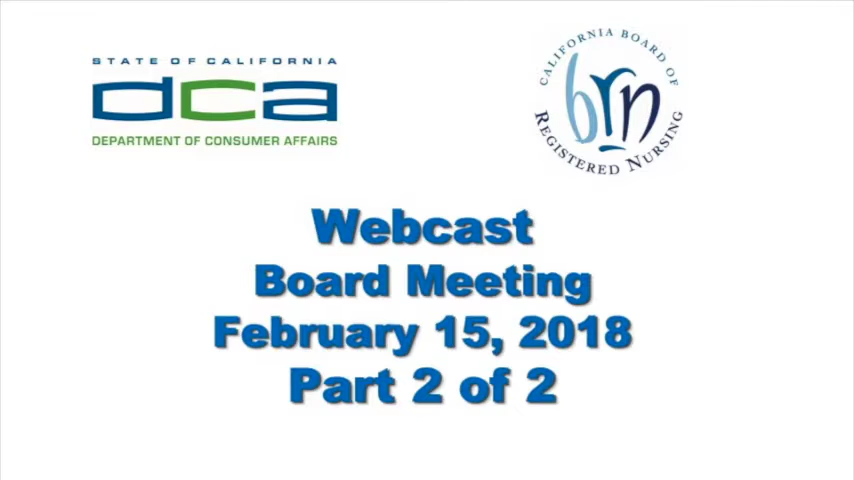 STATE OF CALIFORNIA
dca
DEPARTMENT OF CONSUMER AFFAIRS
CALIFORNIA BOARD OF
brn
REGISTERED NURSING
Webcast
Board Meeting
February 15, 2018
Part 2 of 2